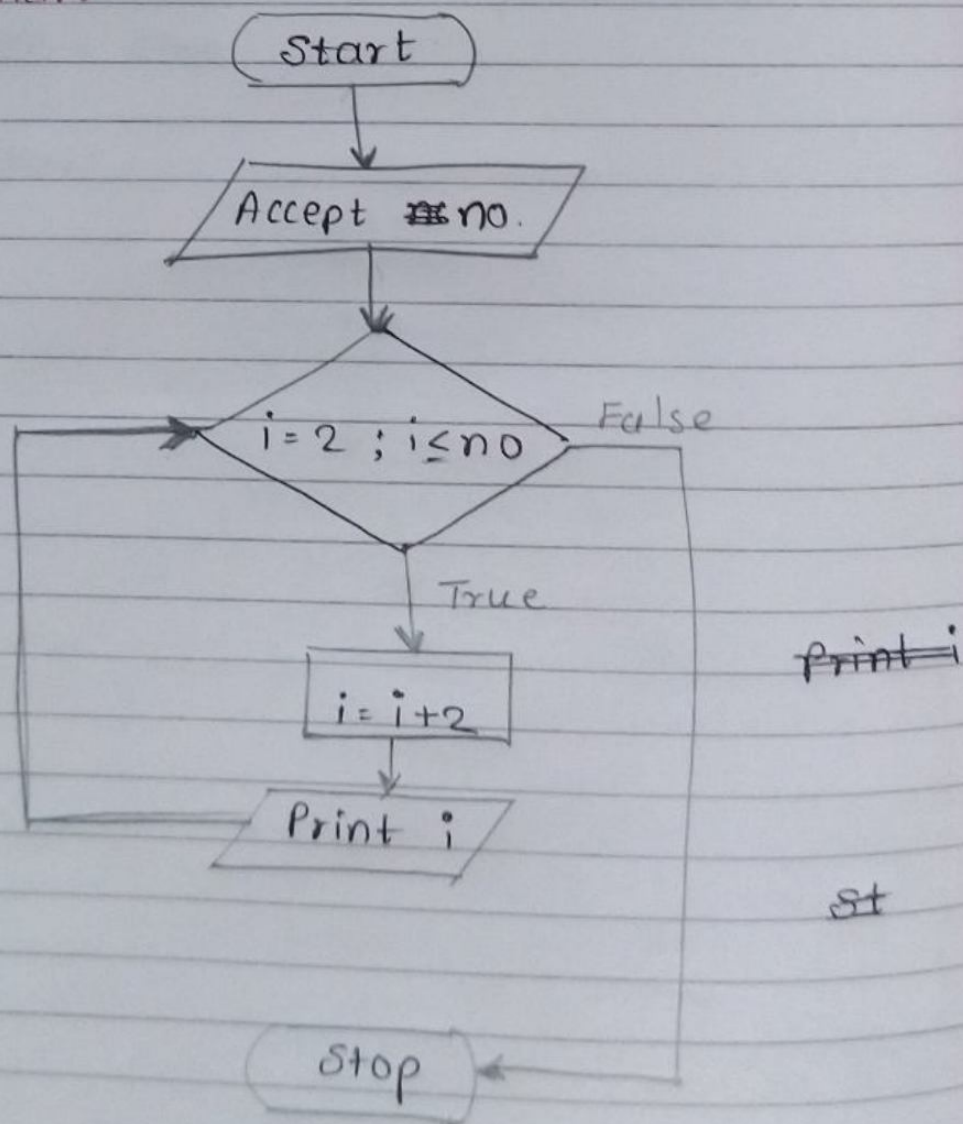 Start
Accept no.
i = 2 ; i ≤ no
False
True
print i
i = i + 2
Print i
st
Stop